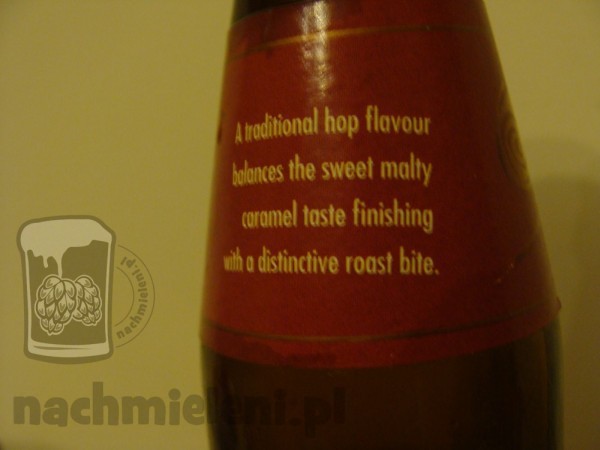 A traditional hop flavour
balances the sweet malty
caramel taste finishing
with a distinctive roast bite.
nachmieleni.pl
nachmieleni.pl